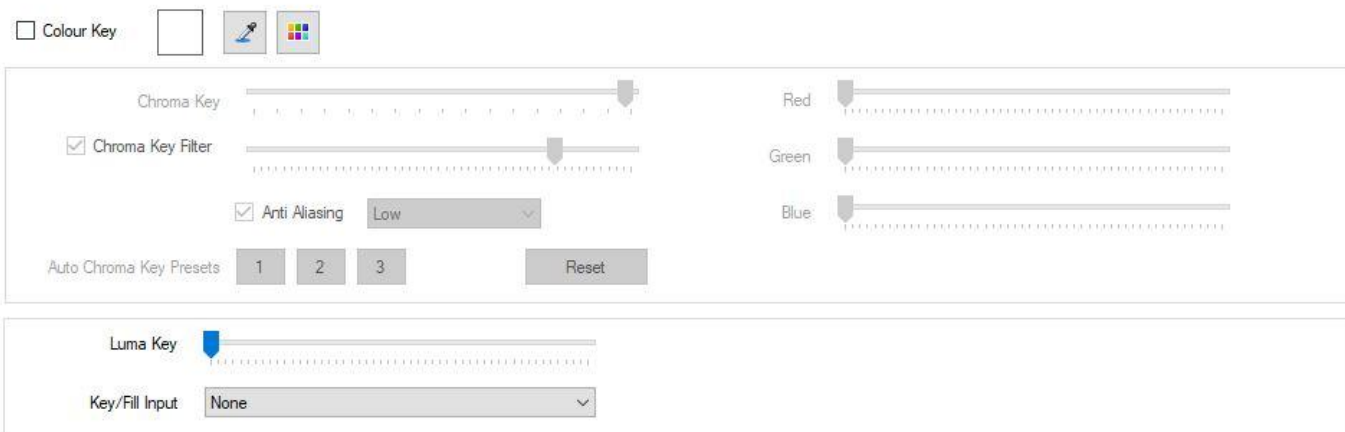 Colour Key
Chroma Key
Red
Chroma Key Filter
Green
Anti Aliasing
Low
Blue
Auto Chroma Key Presets
1
2
3
Reset
Luma Key
Key/Fill Input
None